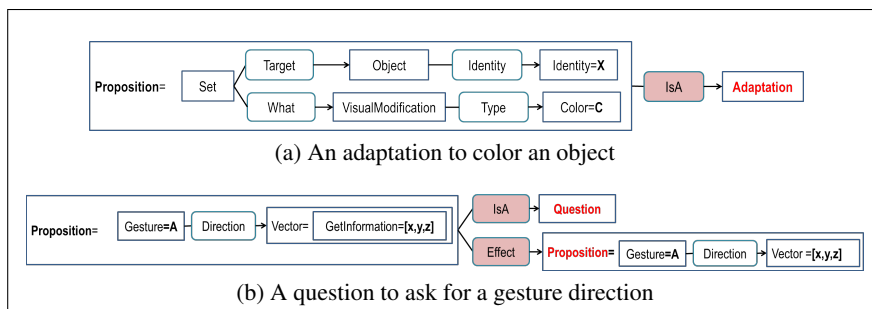 Target Object Identity Identity=X
Proposition= Set IsA Adaptation
What VisualModification Type Color=C
(a) An adaptation to color an object
IsA Question
Proposition= Gesture=A Direction Vector= GetInformation=[x,y,z]
Effect Proposition= Gesture=A Direction Vector =[x,y,z]
(b) A question to ask for a gesture direction